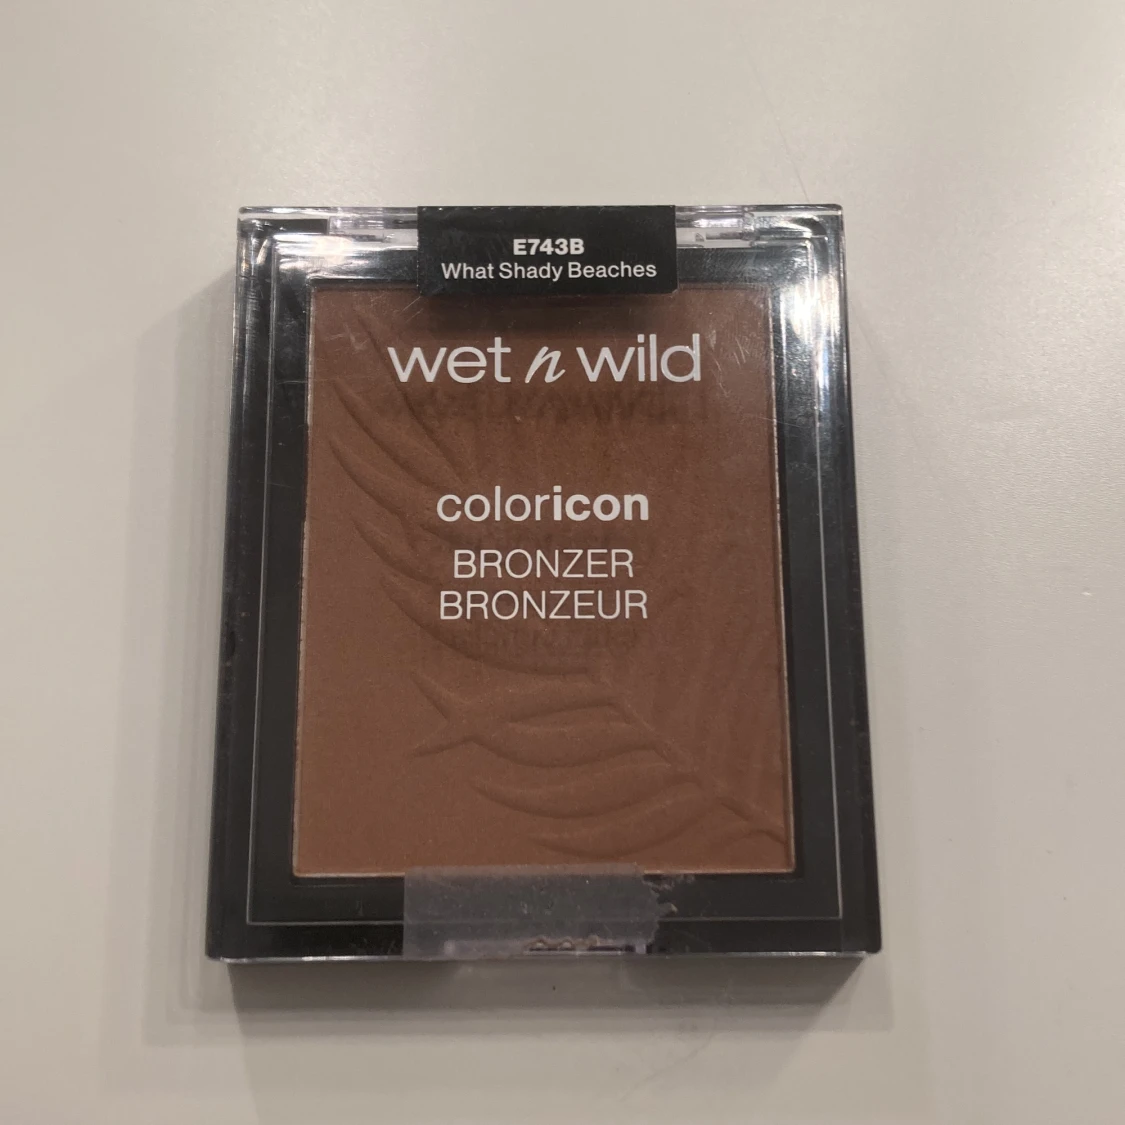 E743B
What Shady Beaches
wet n wild
coloricon
BRONZER
BRONZEUR